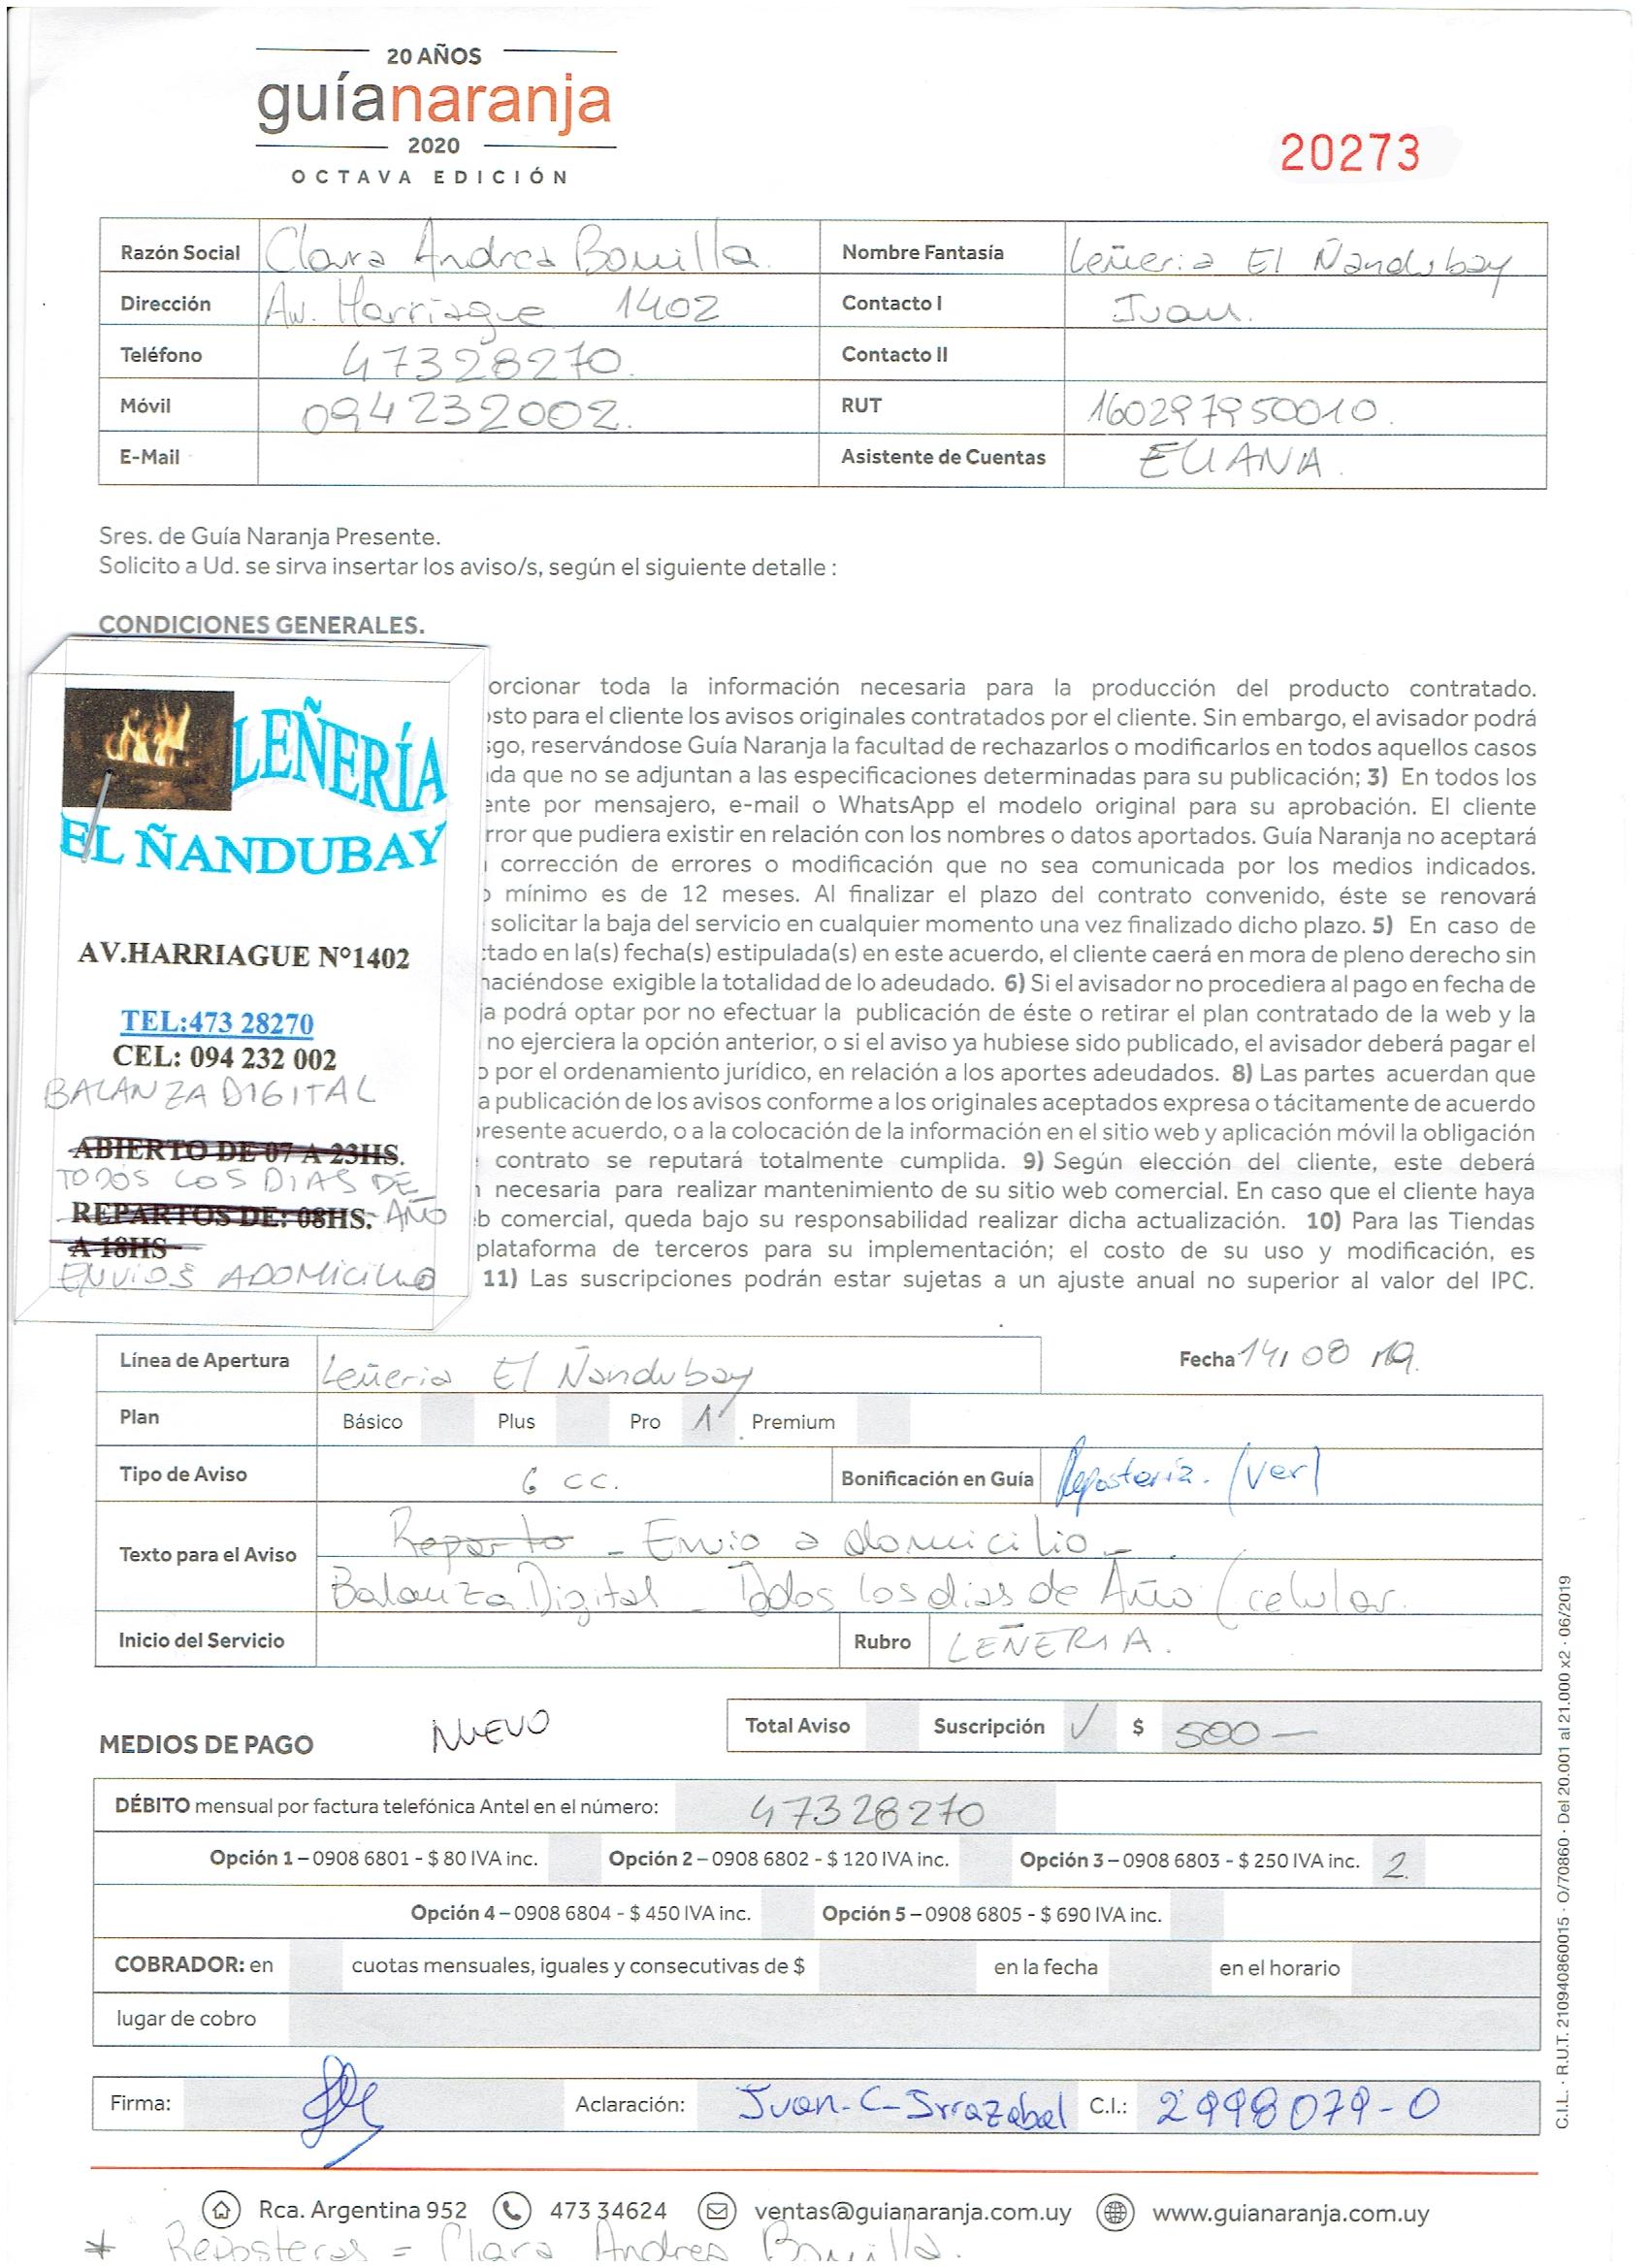 20 AÑOS
guíanaranja
2020
OCTAVA EDICIÓN
20273
Razón Social Clara Andrea Bonilla. Nombre Fantasía Leñeria El Ñandubay
Dirección Av. Harriague 1402 Contacto I Juan.
Teléfono 47328270. Contacto II
Móvil 094232002. RUT 160297950010.
E-Mail Asistente de Cuentas ELIANA.
Sres. de Guía Naranja Presente.
Solicito a Ud. se sirva insertar los aviso/s, según el siguiente detalle :
CONDICIONES GENERALES.
orcionar toda la información necesaria para la producción del producto contratado.
osto para el cliente los avisos originales contratados por el cliente. Sin embargo, el avisador podrá
sgo, reservándose Guía Naranja la facultad de rechazarlos o modificarlos en todos aquellos casos
da que no se adjuntan a las especificaciones determinadas para su publicación; 3) En todos los
ente por mensajero, e-mail o WhatsApp el modelo original para su aprobación. El cliente
rror que pudiera existir en relación con los nombres o datos aportados. Guía Naranja no aceptará
corrección de errores o modificación que no sea comunicada por los medios indicados.
o mínimo es de 12 meses. Al finalizar el plazo del contrato convenido, éste se renovará
solicitar la baja del servicio en cualquier momento una vez finalizado dicho plazo. 5) En caso de
tado en la(s) fecha(s) estipulada(s) en este acuerdo, el cliente caerá en mora de pleno derecho sin
haciéndose exigible la totalidad de lo adeudado. 6) Si el avisador no procediera al pago en fecha de
ja podrá optar por no efectuar la publicación de éste o retirar el plan contratado de la web y la
no ejerciera la opción anterior, o si el aviso ya hubiese sido publicado, el avisador deberá pagar el
o por el ordenamiento jurídico, en relación a los aportes adeudados. 8) Las partes acuerdan que
a publicación de los avisos conforme a los originales aceptados expresa o tácitamente de acuerdo
presente acuerdo, o a la colocación de la información en el sitio web y aplicación móvil la obligación
contrato se reputará totalmente cumplida. 9) Según elección del cliente, este deberá
n necesaria para realizar mantenimiento de su sitio web comercial. En caso que el cliente haya
b comercial, queda bajo su responsabilidad realizar dicha actualización. 10) Para las Tiendas
plataforma de terceros para su implementación; el costo de su uso y modificación, es
11) Las suscripciones podrán estar sujetas a un ajuste anual no superior al valor del IPC.
LEÑERÍA
EL ÑANDUBAY
AV.HARRIAGUE N°1402
TEL:473 28270
CEL: 094 232 002
BALANZA DIGITAL
ABIERTO DE 07 A 23HS.
TODOS LOS DIAS DE
REPARTOS DE: 08HS. AÑO
A 18HS
ENVIOS A DOMICILIO
Línea de Apertura Leñeria El Ñandubay Fecha 14/08/19.
Plan Básico Plus Pro 1 Premium
Tipo de Aviso 6 cc. Bonificación en Guía Repostería. (ver)
Texto para el Aviso Reparto - Envio a domicilio -
Balanza Digital - Todos los dias de Año (celular.
Inicio del Servicio Rubro LEÑERIA.
MEDIOS DE PAGO NUEVO Total Aviso Suscripción ✓ $ 500 —
DÉBITO mensual por factura telefónica Antel en el número: 47328270
Opción 1 – 0908 6801 - $ 80 IVA inc. Opción 2 – 0908 6802 - $ 120 IVA inc. Opción 3 – 0908 6803 - $ 250 IVA inc. 2
Opción 4 – 0908 6804 - $ 450 IVA inc. Opción 5 – 0908 6805 - $ 690 IVA inc.
COBRADOR: en cuotas mensuales, iguales y consecutivas de $ en la fecha en el horario
lugar de cobro
Firma: Aclaración: Juan-C-Irrazabal C.I.: 2998079-0
Rca. Argentina 952 473 34624 ventas@guianaranja.com.uy www.guianaranja.com.uy
* Reposteras = Clara Andrea Bonilla.
C.I.L. · R.U.T. 210940860015 · O/70860 · Del 20.001 al 21.000 x2 · 06/2019